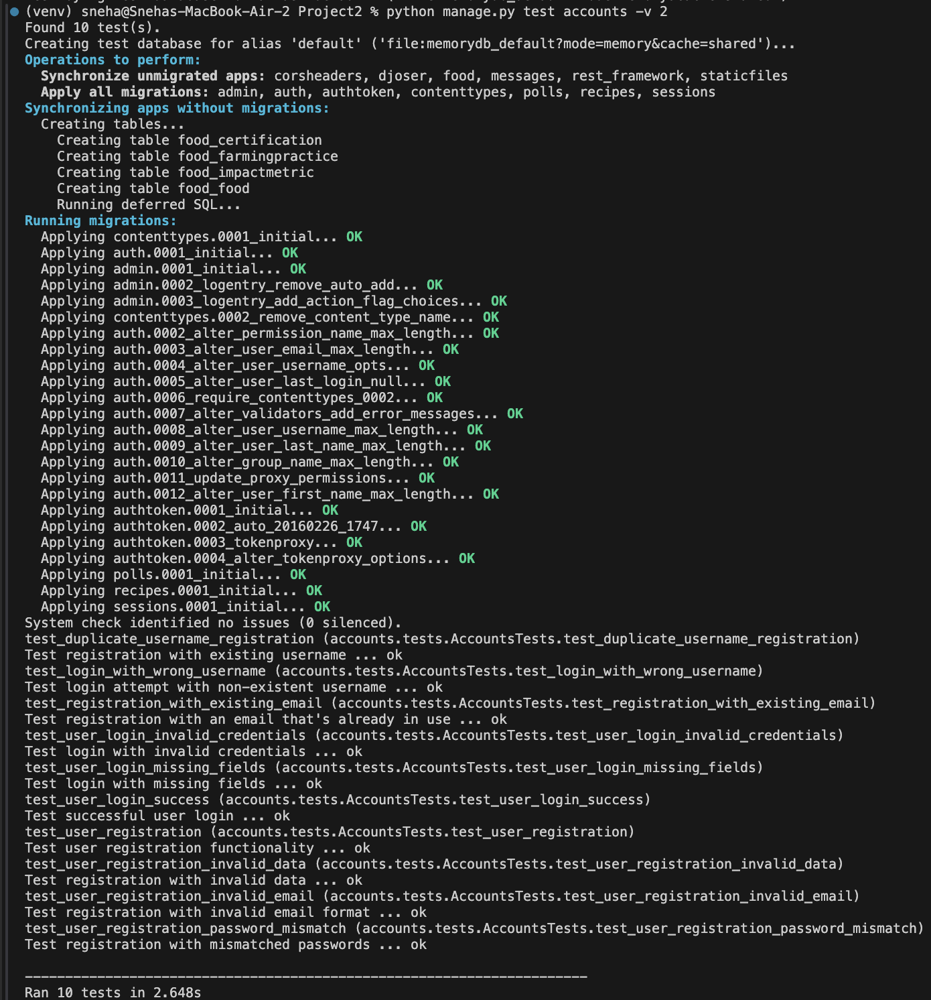 (venv) sneha@Snehas-MacBook-Air-2 Project2 % python manage.py test accounts -v 2
Found 10 test(s).
Creating test database for alias 'default' ('file:memorydb_default?mode=memory&cache=shared')...
Operations to perform:
  Synchronize unmigrated apps: corsheaders, djoser, food, messages, rest_framework, staticfiles
  Apply all migrations: admin, auth, authtoken, contenttypes, polls, recipes, sessions
Synchronizing apps without migrations:
  Creating tables...
    Creating table food_certification
    Creating table food_farmingpractice
    Creating table food_impactmetric
    Creating table food_food
    Running deferred SQL...
Running migrations:
  Applying contenttypes.0001_initial... OK
  Applying auth.0001_initial... OK
  Applying admin.0001_initial... OK
  Applying admin.0002_logentry_remove_auto_add... OK
  Applying admin.0003_logentry_add_action_flag_choices... OK
  Applying contenttypes.0002_remove_content_type_name... OK
  Applying auth.0002_alter_permission_name_max_length... OK
  Applying auth.0003_alter_user_email_max_length... OK
  Applying auth.0004_alter_user_username_opts... OK
  Applying auth.0005_alter_user_last_login_null... OK
  Applying auth.0006_require_contenttypes_0002... OK
  Applying auth.0007_alter_validators_add_error_messages... OK
  Applying auth.0008_alter_user_username_max_length... OK
  Applying auth.0009_alter_user_last_name_max_length... OK
  Applying auth.0010_alter_group_name_max_length... OK
  Applying auth.0011_update_proxy_permissions... OK
  Applying auth.0012_alter_user_first_name_max_length... OK
  Applying authtoken.0001_initial... OK
  Applying authtoken.0002_auto_20160226_1747... OK
  Applying authtoken.0003_tokenproxy... OK
  Applying authtoken.0004_alter_tokenproxy_options... OK
  Applying polls.0001_initial... OK
  Applying recipes.0001_initial... OK
  Applying sessions.0001_initial... OK
System check identified no issues (0 silenced).
test_duplicate_username_registration (accounts.tests.AccountsTests.test_duplicate_username_registration)
Test registration with existing username ... ok
test_login_with_wrong_username (accounts.tests.AccountsTests.test_login_with_wrong_username)
Test login attempt with non-existent username ... ok
test_registration_with_existing_email (accounts.tests.AccountsTests.test_registration_with_existing_email)
Test registration with an email that's already in use ... ok
test_user_login_invalid_credentials (accounts.tests.AccountsTests.test_user_login_invalid_credentials)
Test login with invalid credentials ... ok
test_user_login_missing_fields (accounts.tests.AccountsTests.test_user_login_missing_fields)
Test login with missing fields ... ok
test_user_login_success (accounts.tests.AccountsTests.test_user_login_success)
Test successful user login ... ok
test_user_registration (accounts.tests.AccountsTests.test_user_registration)
Test user registration functionality ... ok
test_user_registration_invalid_data (accounts.tests.AccountsTests.test_user_registration_invalid_data)
Test registration with invalid data ... ok
test_user_registration_invalid_email (accounts.tests.AccountsTests.test_user_registration_invalid_email)
Test registration with invalid email format ... ok
test_user_registration_password_mismatch (accounts.tests.AccountsTests.test_user_registration_password_mismatch)
Test registration with mismatched passwords ... ok
----------------------------------------------------------------------
Ran 10 tests in 2.648s